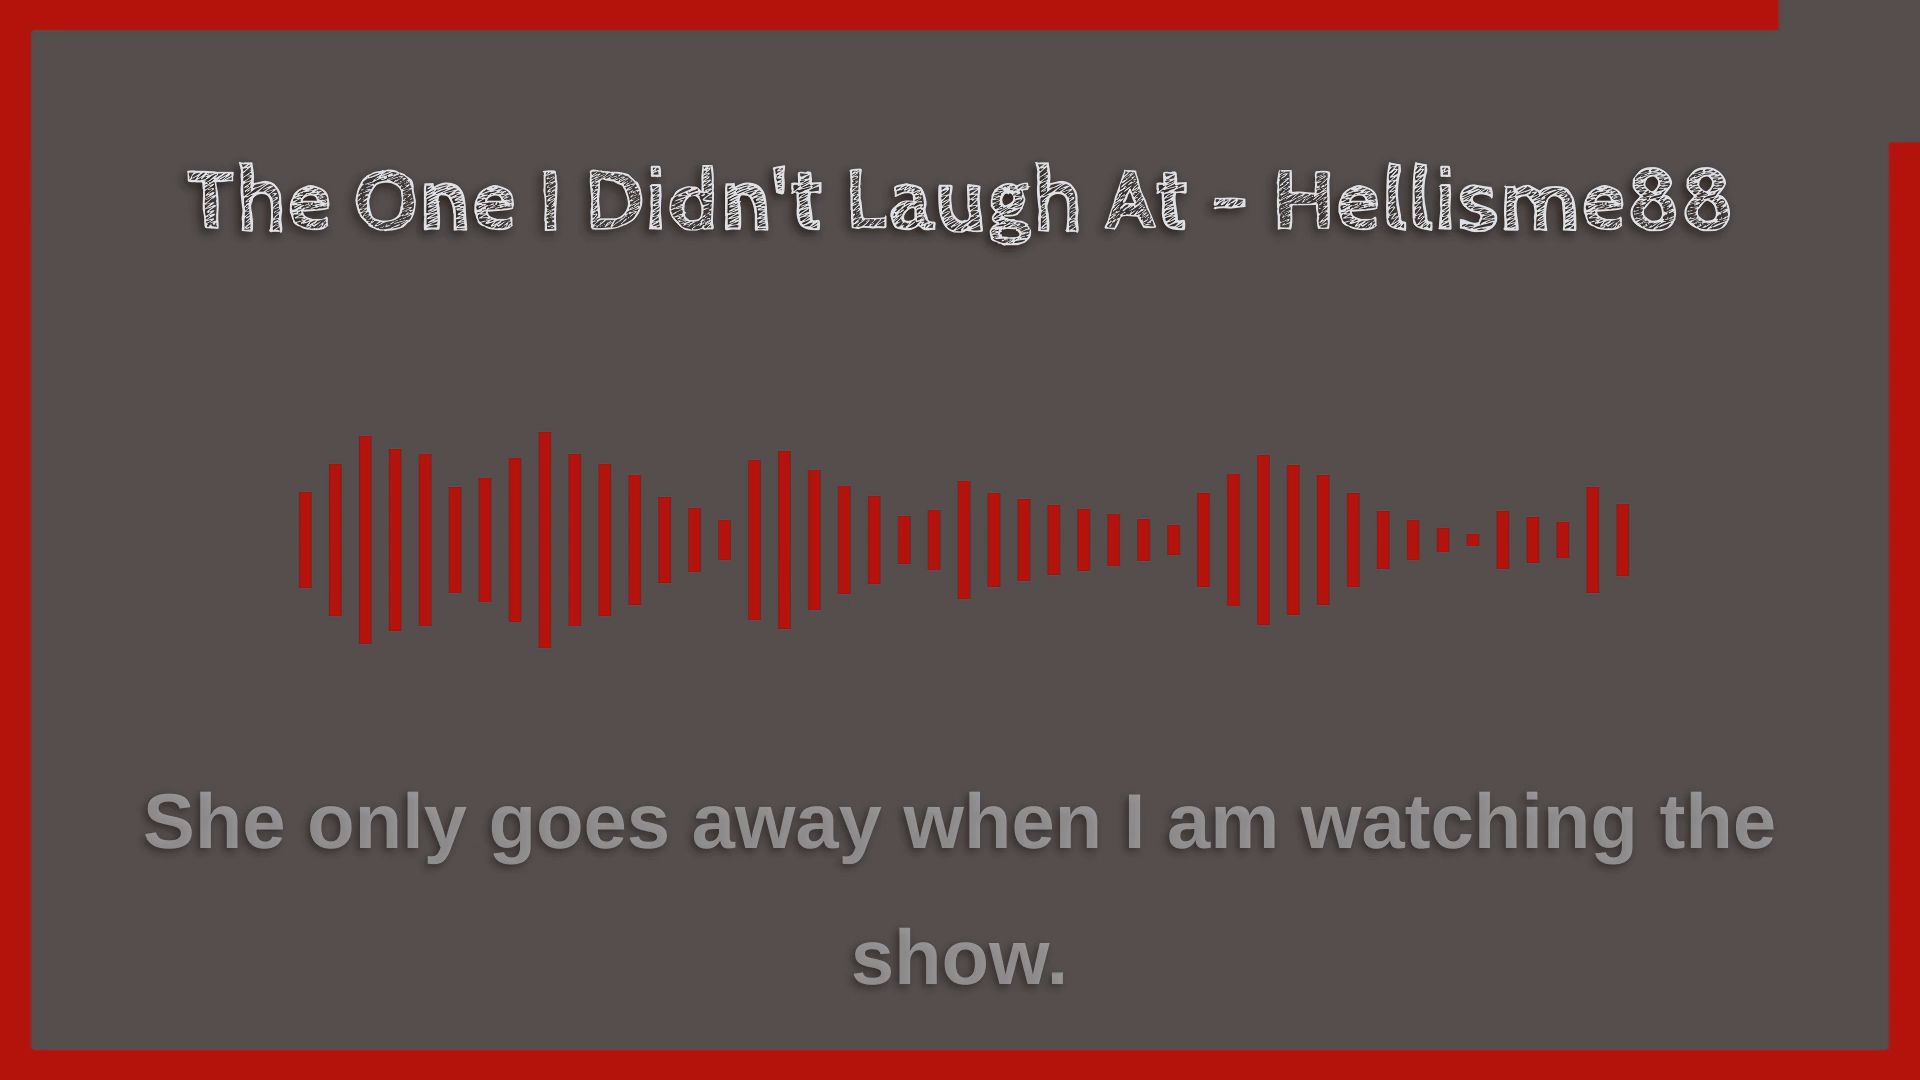 The One I Didn't Laugh At - Hellisme88
She only goes away when I am watching the
show.